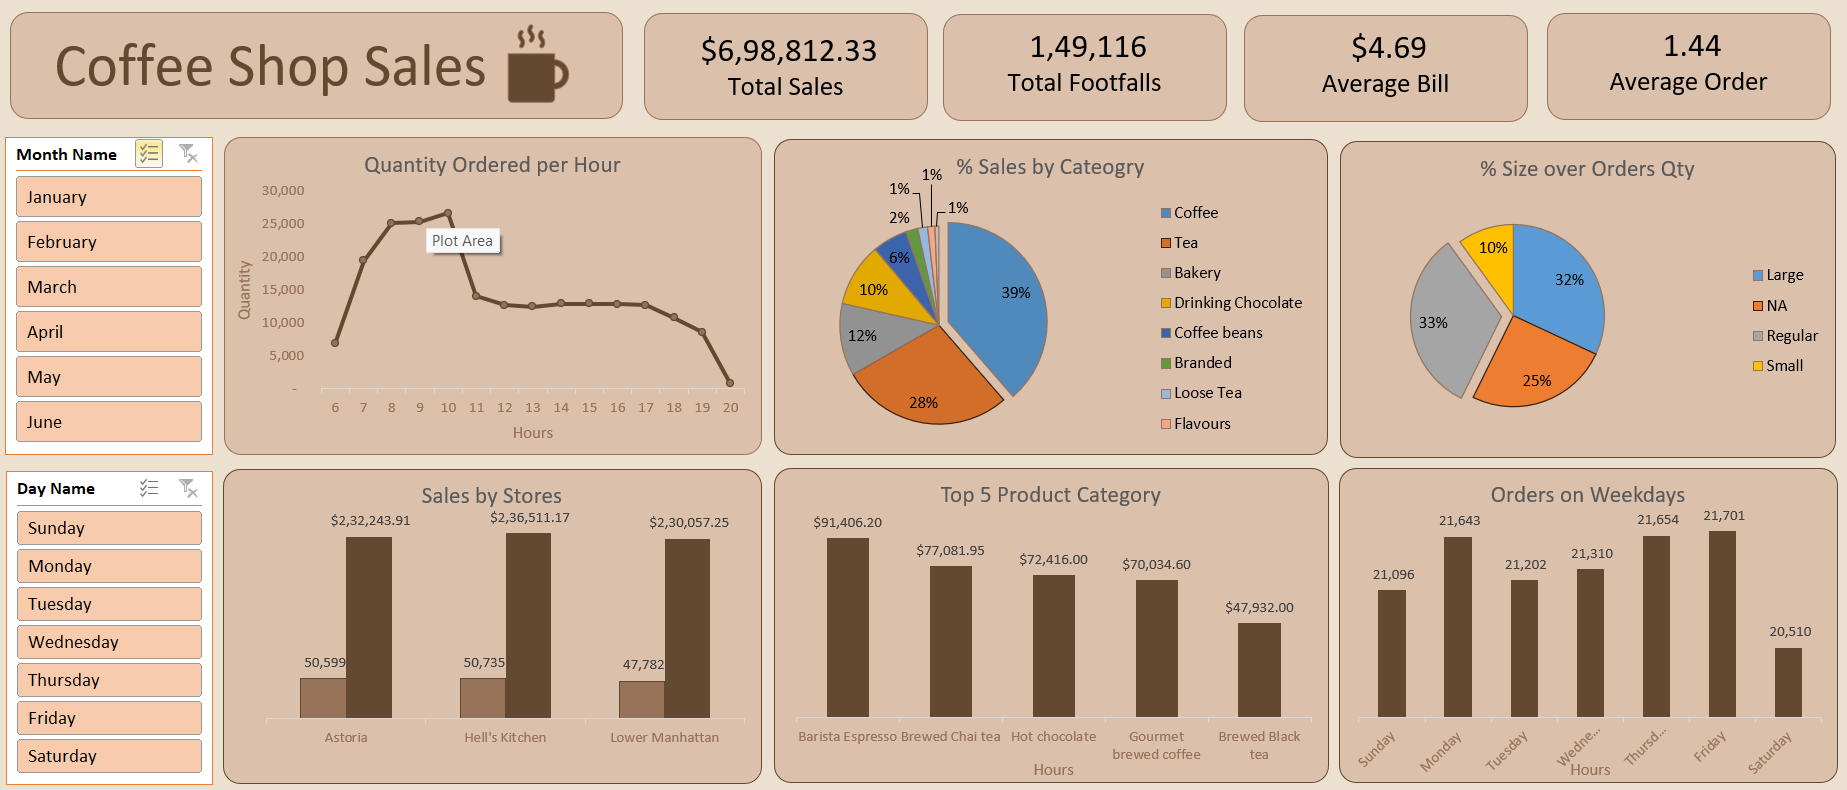 Coffee Shop Sales
$6,98,812.33
Total Sales
1,49,116
Total Footfalls
$4.69
Average Bill
1.44
Average Order
Month Name
January
February
March
April
May
June
Quantity Ordered per Hour
30,000
25,000
20,000
15,000
10,000
5,000
-
Quantity
Plot Area
6 7 8 9 10 11 12 13 14 15 16 17 18 19 20
Hours
% Sales by Cateogry
1%
1%
1%
2%
6%
10%
12%
28%
39%
Coffee
Tea
Bakery
Drinking Chocolate
Coffee beans
Branded
Loose Tea
Flavours
% Size over Orders Qty
10%
32%
33%
25%
Large
NA
Regular
Small
Day Name
Sunday
Monday
Tuesday
Wednesday
Thursday
Friday
Saturday
Sales by Stores
$2,32,243.91 $2,36,511.17 $2,30,057.25
50,599 50,735 47,782
Astoria Hell's Kitchen Lower Manhattan
Top 5 Product Category
$91,406.20
$77,081.95
$72,416.00
$70,034.60
$47,932.00
Barista Espresso Brewed Chai tea Hot chocolate Gourmet brewed coffee Brewed Black tea
Hours
Orders on Weekdays
21,096
21,643
21,202
21,310
21,654
21,701
20,510
Sunday Monday Tuesday Wedne... Thursd... Friday Saturday
Hours